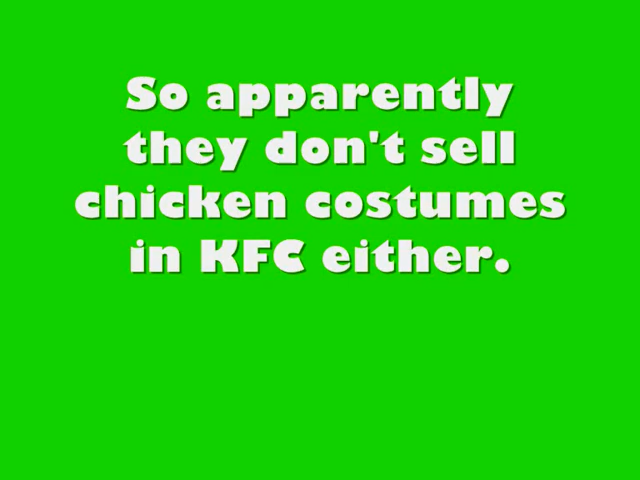 So apparently
they don't sell
chicken costumes
in KFC either.